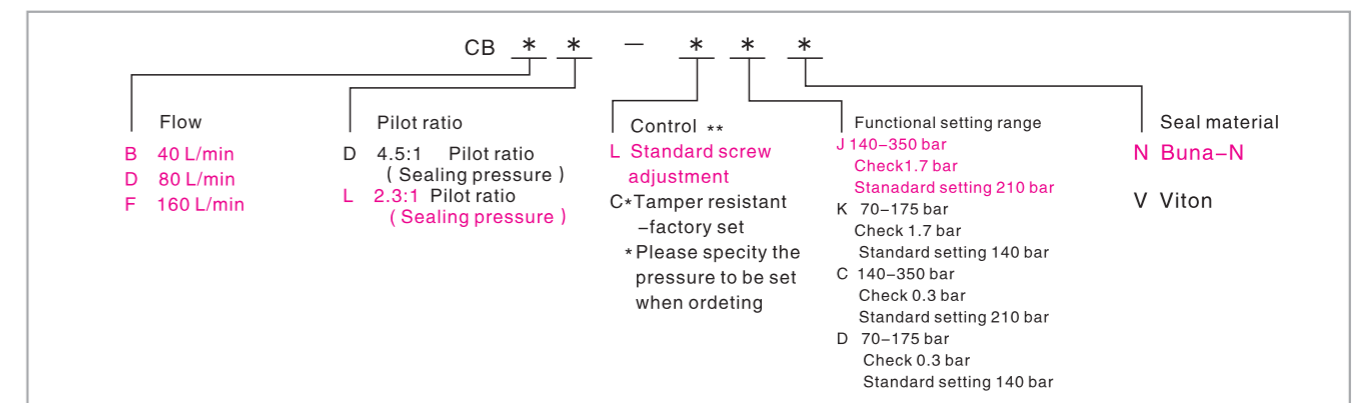 CB * * — * * *
Flow
B 40 L/min
D 80 L/min
F 160 L/min
Pilot ratio
D 4.5:1 Pilot ratio
( Sealing pressure )
L 2.3:1 Pilot ratio
( Sealing pressure )
Control **
L Standard screw
adjustment
C*Tamper resistant
–factory set
*Please specity the
pressure to be set
when ordeting
Functional setting range
J 140–350 bar
Check1.7 bar
Stanadard setting 210 bar
K 70–175 bar
Check 1.7 bar
Standard setting 140 bar
C 140–350 bar
Check 0.3 bar
Standard setting 210 bar
D 70–175 bar
Check 0.3 bar
Standard setting 140 bar
Seal material
N Buna–N
V Viton